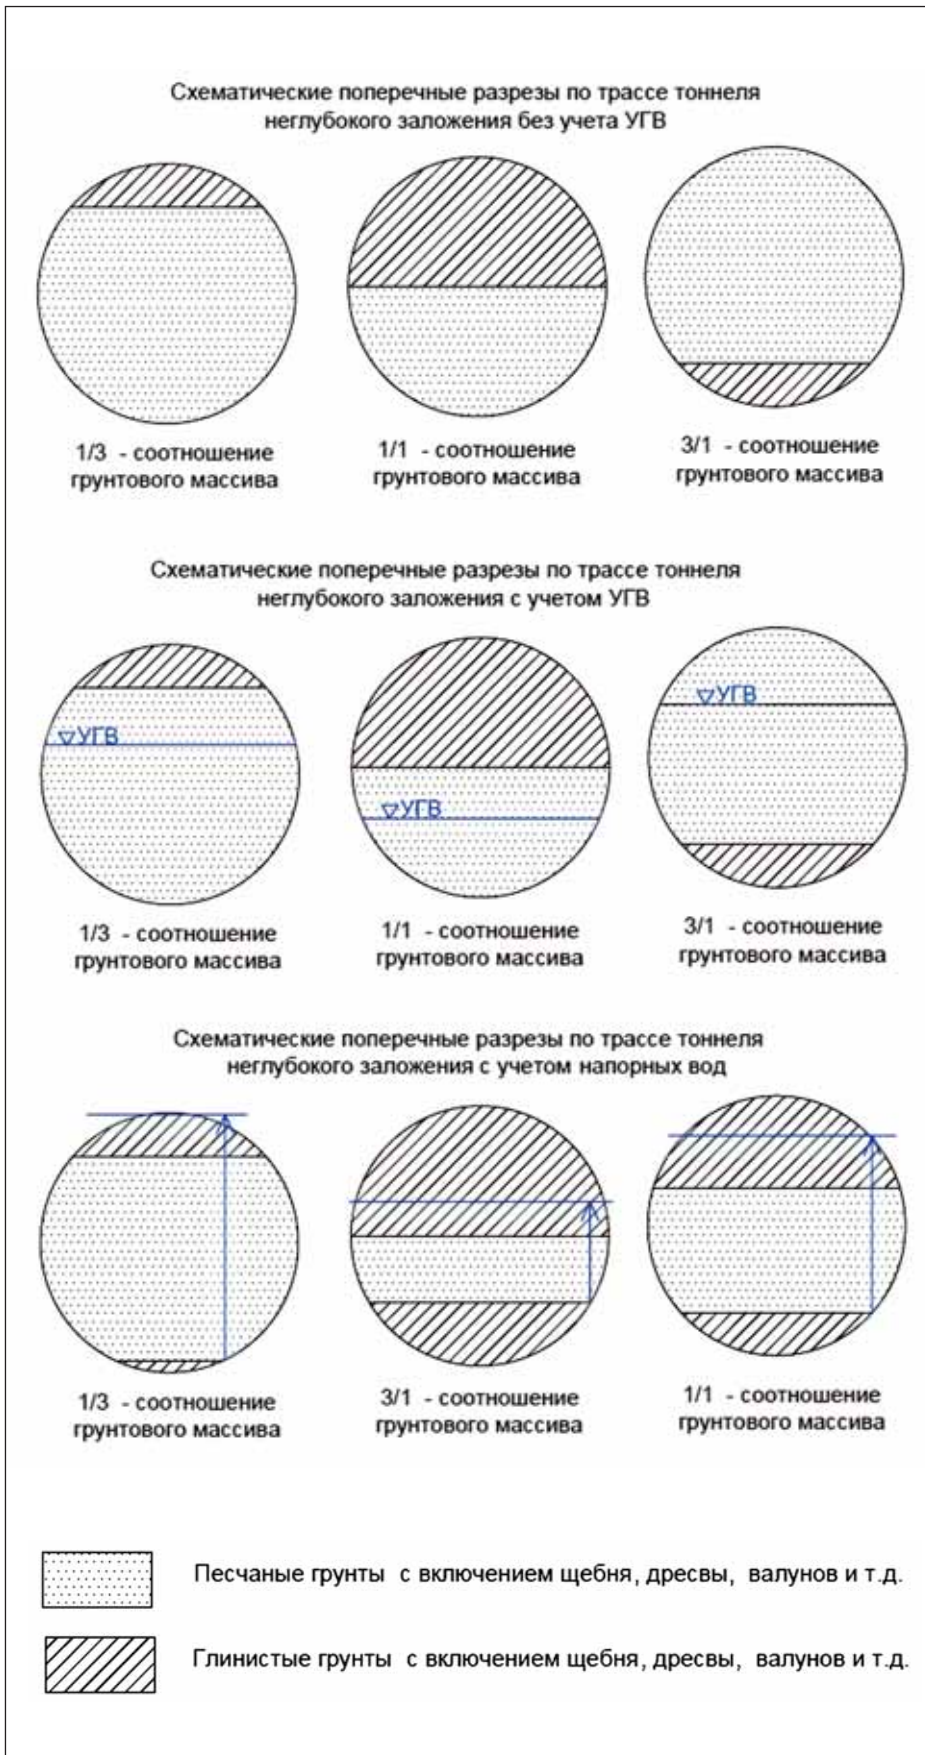 Схематические поперечные разрезы по трассе тоннеля
неглубокого заложения без учета УГВ
1/3 - соотношение
грунтового массива
1/1 - соотношение
грунтового массива
3/1 - соотношение
грунтового массива
Схематические поперечные разрезы по трассе тоннеля
неглубокого заложения с учетом УГВ
УГВ
УГВ
УГВ
1/3 - соотношение
грунтового массива
1/1 - соотношение
грунтового массива
3/1 - соотношение
грунтового массива
Схематические поперечные разрезы по трассе тоннеля
неглубокого заложения с учетом напорных вод
1/3 - соотношение
грунтового массива
3/1 - соотношение
грунтового массива
1/1 - соотношение
грунтового массива
Песчаные грунты с включением щебня, дресвы, валунов и т.д.
Глинистые грунты с включением щебня, дресвы, валунов и т.д.